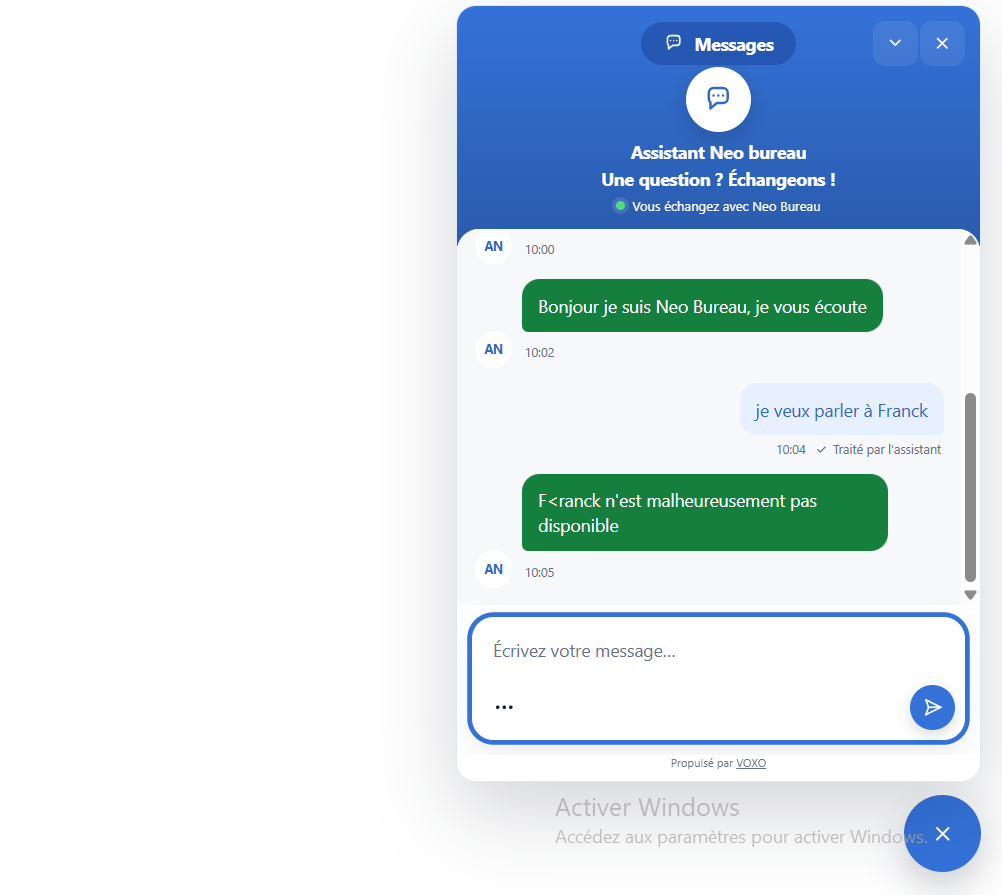 Messages
Assistant Neo bureau
Une question ? Échangeons !
Vous échangez avec Neo Bureau
AN
10:00
Bonjour je suis Neo Bureau, je vous écoute
AN
10:02
je veux parler à Franck
10:04 ✓ Traité par l'assistant
F<ranck n'est malheureusement pas
disponible
AN
10:05
Écrivez votre message...
Propulsé par VOXO
Activer Windows
Accédez aux paramètres pour activer Windows.